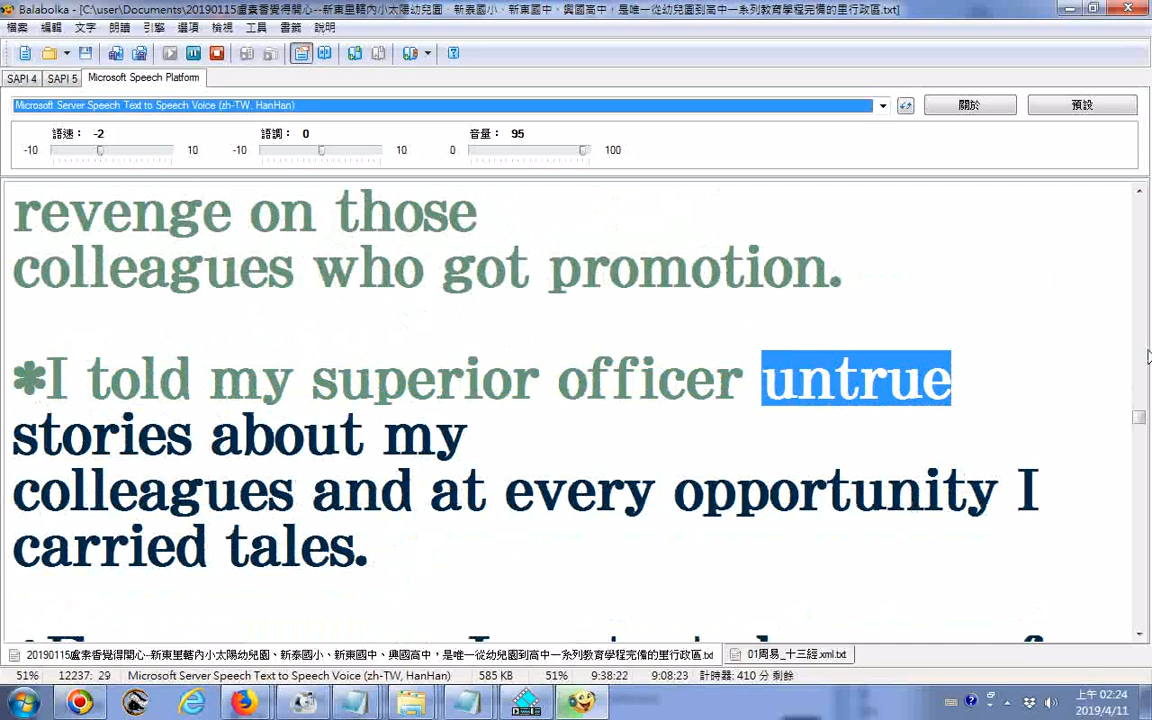 Balabolka - [C:\user\Documents\20190115盧素香覺得開心--新東里轄內小太陽幼兒園、新泰國小、新東國中、興國高中，是唯一從幼兒園到高中一系列教育學程完備的里行政區.txt]
檔案 編輯 文字 朗讀 引擎 選項 檢視 工具 書籤 說明
SAPI 4 SAPI 5 Microsoft Speech Platform
Microsoft Server Speech Text to Speech Voice (zh-TW, HanHan)
關於 預設
語速： -2 語調： 0 音量： 95
-10 10 -10 10 0 100
revenge on those
colleagues who got promotion.
*I told my superior officer untrue
stories about my
colleagues and at every opportunity I
carried tales.
20190115盧素香覺得開心--新東里轄內小太陽幼兒園、新泰國小、新東國中、興國高中，是唯一從幼兒園到高中一系列教育學程完備的里行政區.txt 01周易_十三經.xml.txt
51% 12237: 29 Microsoft Server Speech Text to Speech Voice (zh-TW, HanHan) 585 KB 51% 9:38:22 9:08:23 計時器: 410 分 剩餘
上午 02:24
2019/4/11